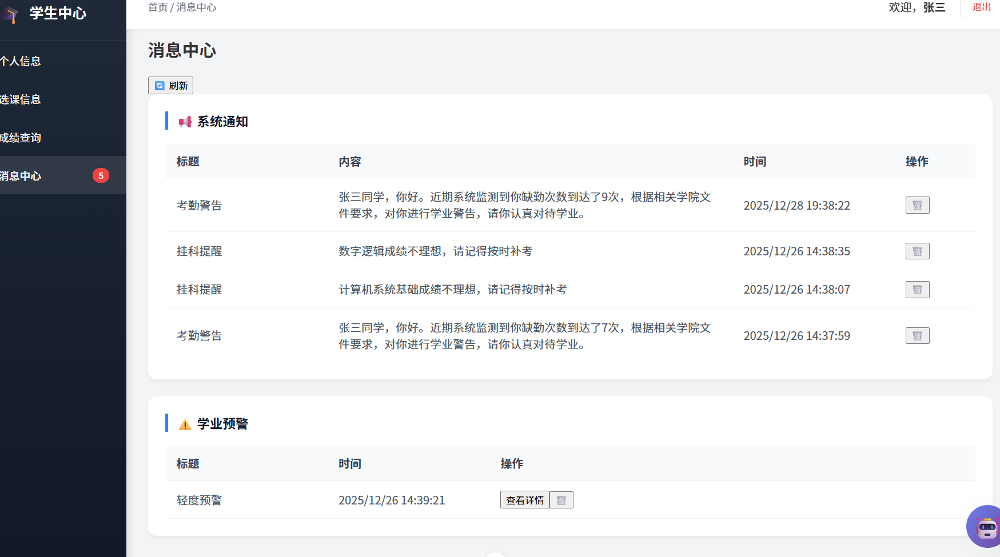 学生中心
首页 / 消息中心
欢迎，张三
退出
个人信息
选课信息
成绩查询
消息中心
5
消息中心
刷新
系统通知
标题 内容 时间 操作
考勤警告
张三同学，你好。近期系统监测到你缺勤次数到达了9次，根据相关学院文
件要求，对你进行学业警告，请你认真对待学业。
2025/12/28 19:38:22
挂科提醒 数字逻辑成绩不理想，请记得按时补考 2025/12/26 14:38:35
挂科提醒 计算机系统基础成绩不理想，请记得按时补考 2025/12/26 14:38:07
考勤警告
张三同学，你好。近期系统监测到你缺勤次数到达了7次，根据相关学院文
件要求，对你进行学业警告，请你认真对待学业。
2025/12/26 14:37:59
学业预警
标题 时间 操作
轻度预警 2025/12/26 14:39:21 查看详情